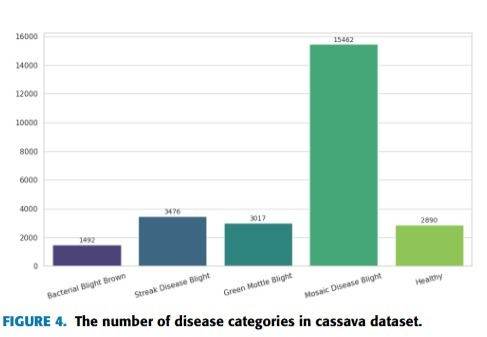 16000
14000
12000
10000
8000
6000
4000
2000
0
1492
3476
3017
15462
2890
Bacterial Blight Brown
Streak Disease Blight
Green Mottle Blight
Mosaic Disease Blight
Healthy
FIGURE 4. The number of disease categories in cassava dataset.